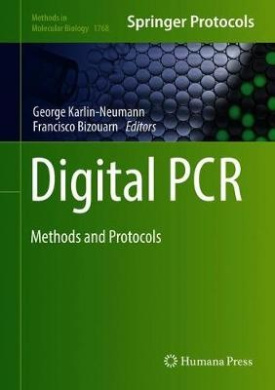 Methods in
Molecular Biology 1768
Springer Protocols
George Karlin-Neumann
Francisco Bizouarn Editors
Digital PCR
Methods and Protocols
Humana Press